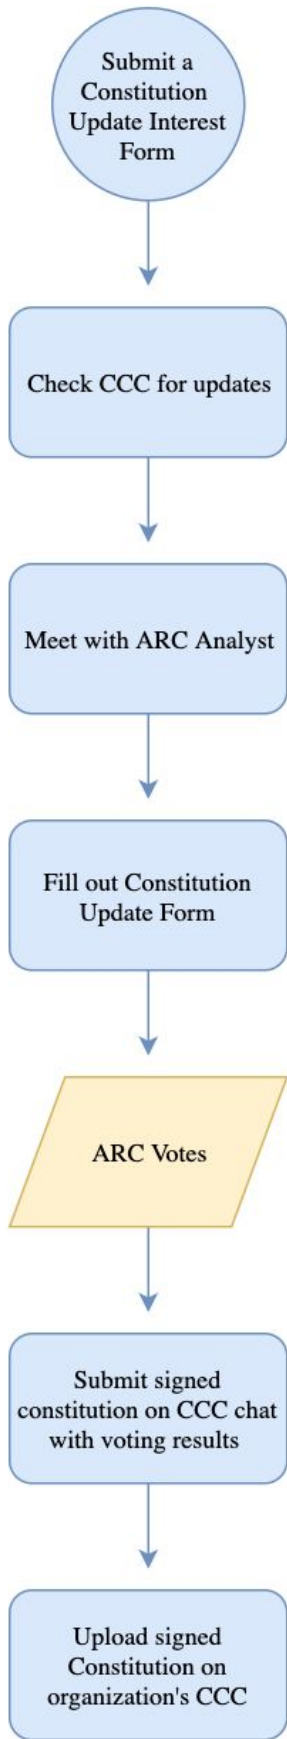 Submit a
Constitution
Update Interest
Form
Check CCC for updates
Meet with ARC Analyst
Fill out Constitution
Update Form
ARC Votes
Submit signed
constitution on CCC chat
with voting results
Upload signed
Constitution on
organization's CCC